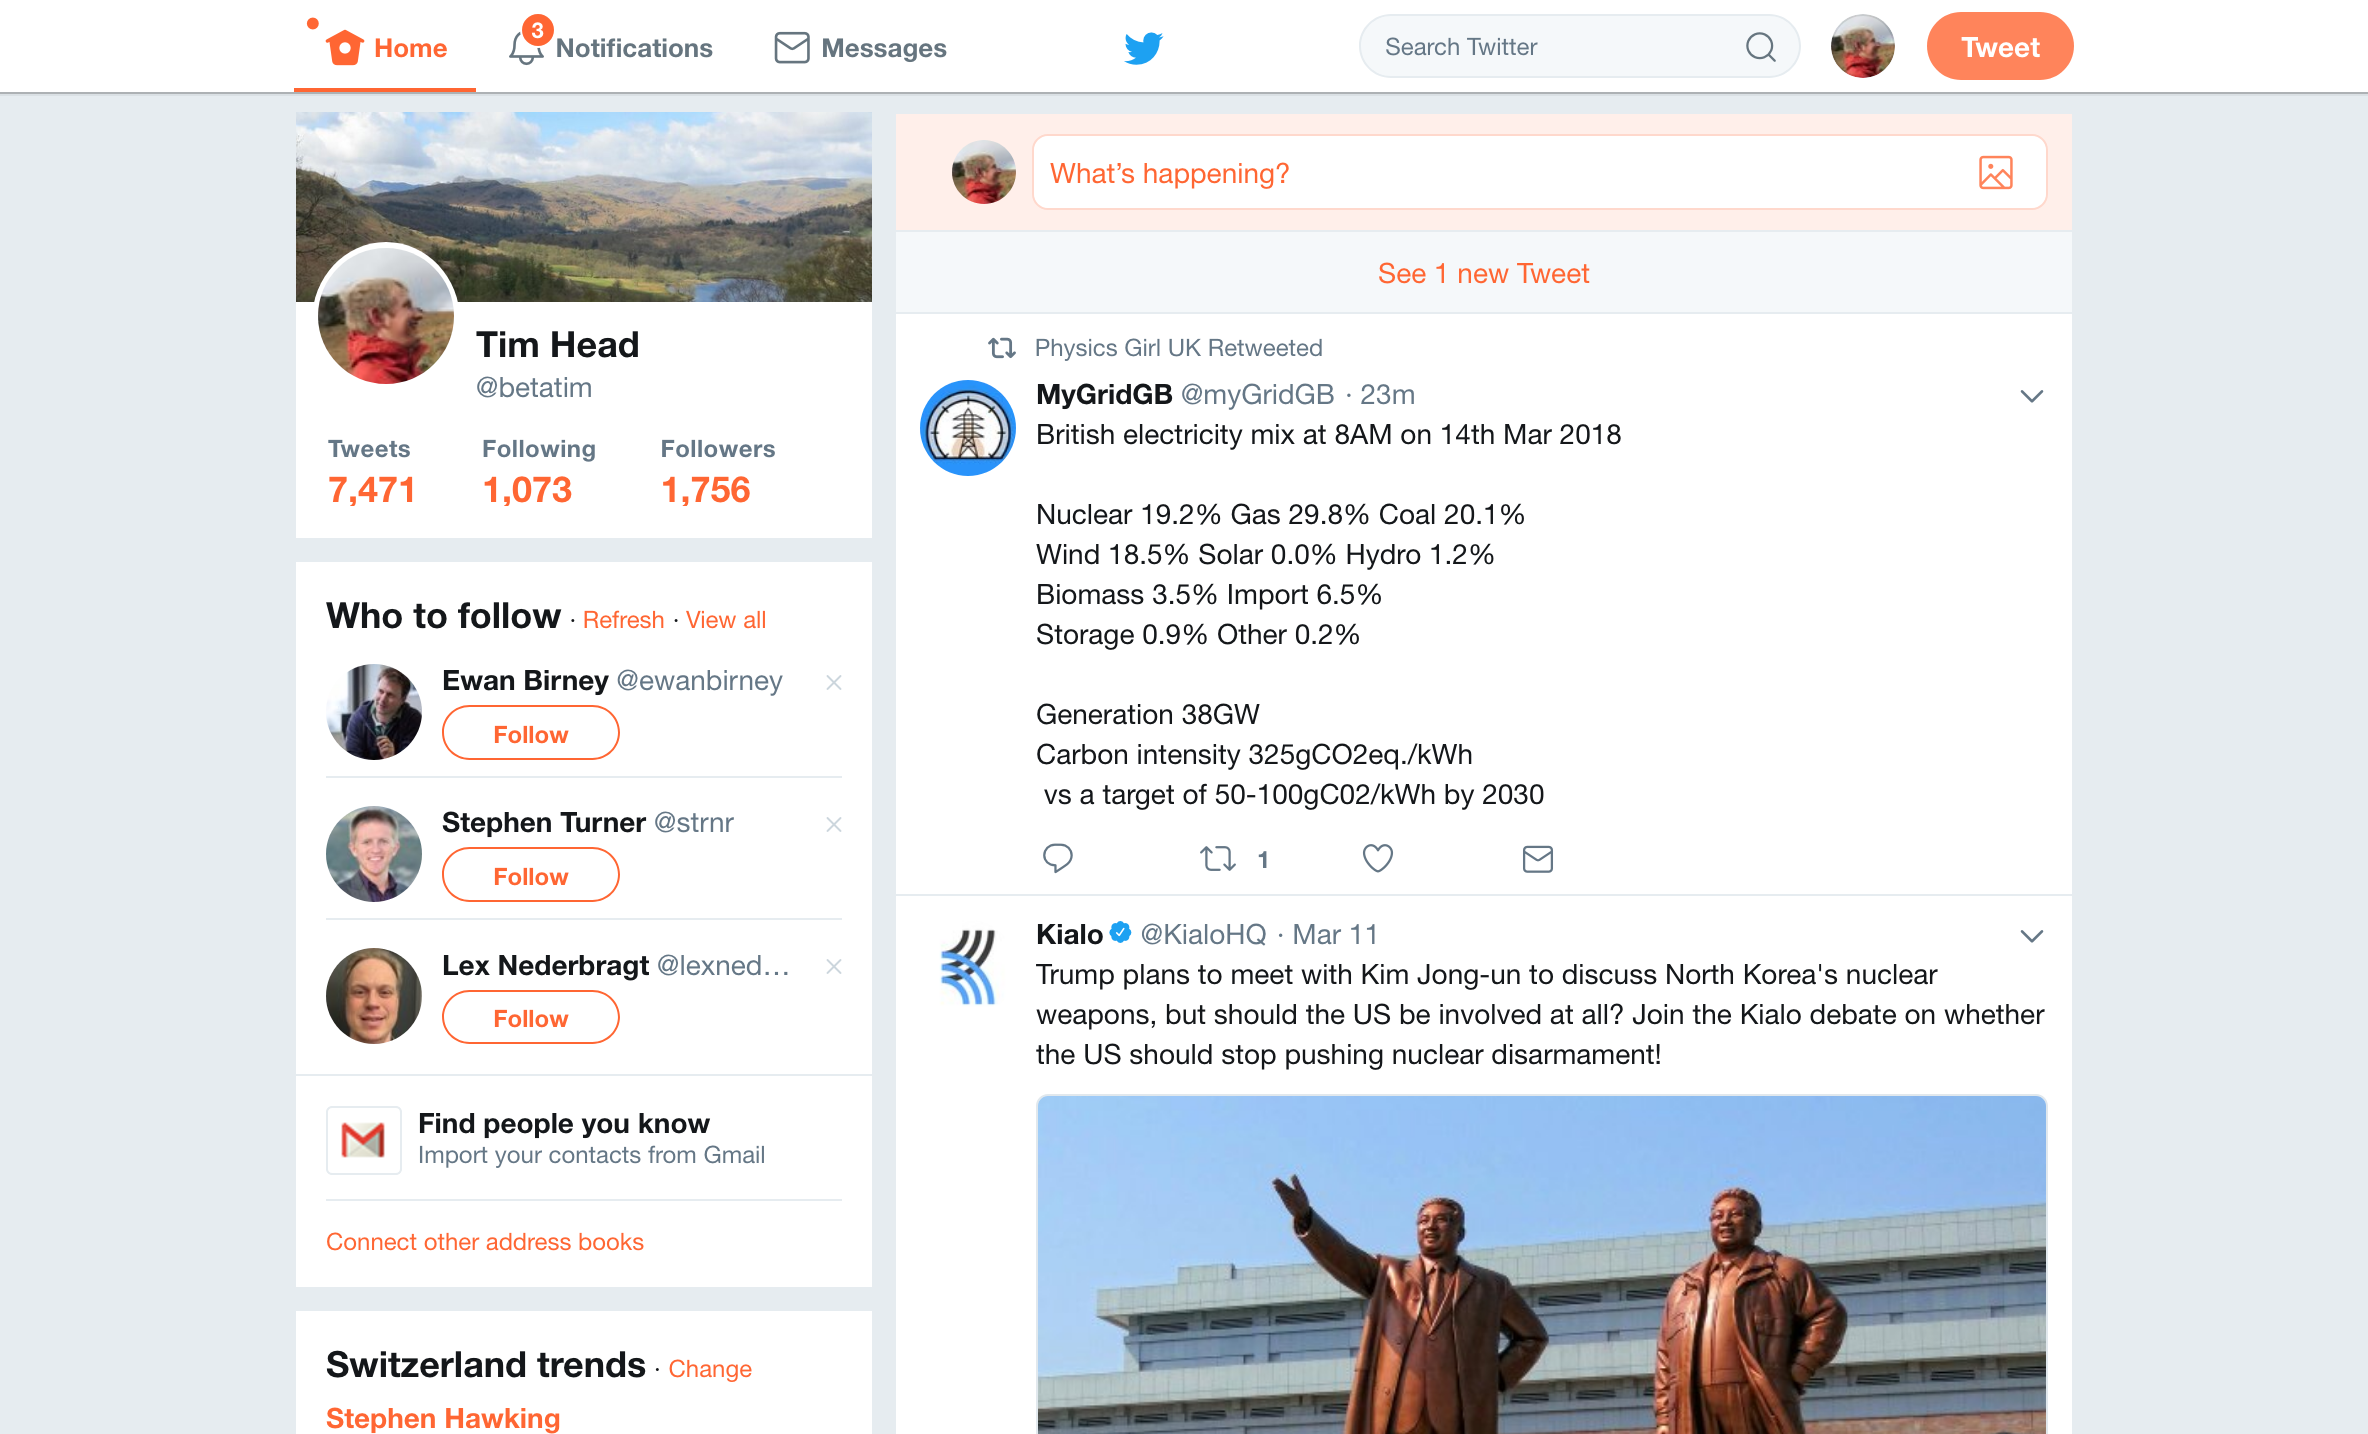 Home
3
Notifications
Messages
Search Twitter
Tweet
Tim Head
@betatim
Tweets Following Followers
7,471 1,073 1,756
Who to follow · Refresh · View all
Ewan Birney @ewanbirney
Follow
Stephen Turner @strnr
Follow
Lex Nederbragt @lexned…
Follow
Find people you know
Import your contacts from Gmail
Connect other address books
Switzerland trends · Change
Stephen Hawking
What’s happening?
See 1 new Tweet
Physics Girl UK Retweeted
MyGridGB @myGridGB · 23m
British electricity mix at 8AM on 14th Mar 2018
Nuclear 19.2% Gas 29.8% Coal 20.1%
Wind 18.5% Solar 0.0% Hydro 1.2%
Biomass 3.5% Import 6.5%
Storage 0.9% Other 0.2%
Generation 38GW
Carbon intensity 325gCO2eq./kWh
vs a target of 50-100gC02/kWh by 2030
1
Kialo @KialoHQ · Mar 11
Trump plans to meet with Kim Jong-un to discuss North Korea's nuclear
weapons, but should the US be involved at all? Join the Kialo debate on whether
the US should stop pushing nuclear disarmament!